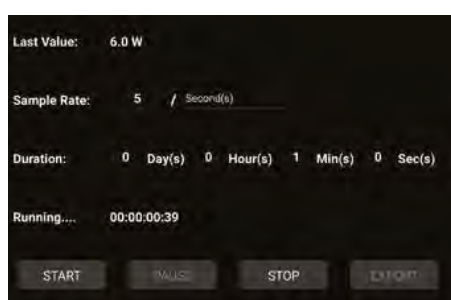 Last Value: 6.0 W
Sample Rate: 5 / Second(s)
Duration: 0 Day(s) 0 Hour(s) 1 Min(s) 0 Sec(s)
Running.... 00:00:00:39
START PAUSE STOP EXPORT